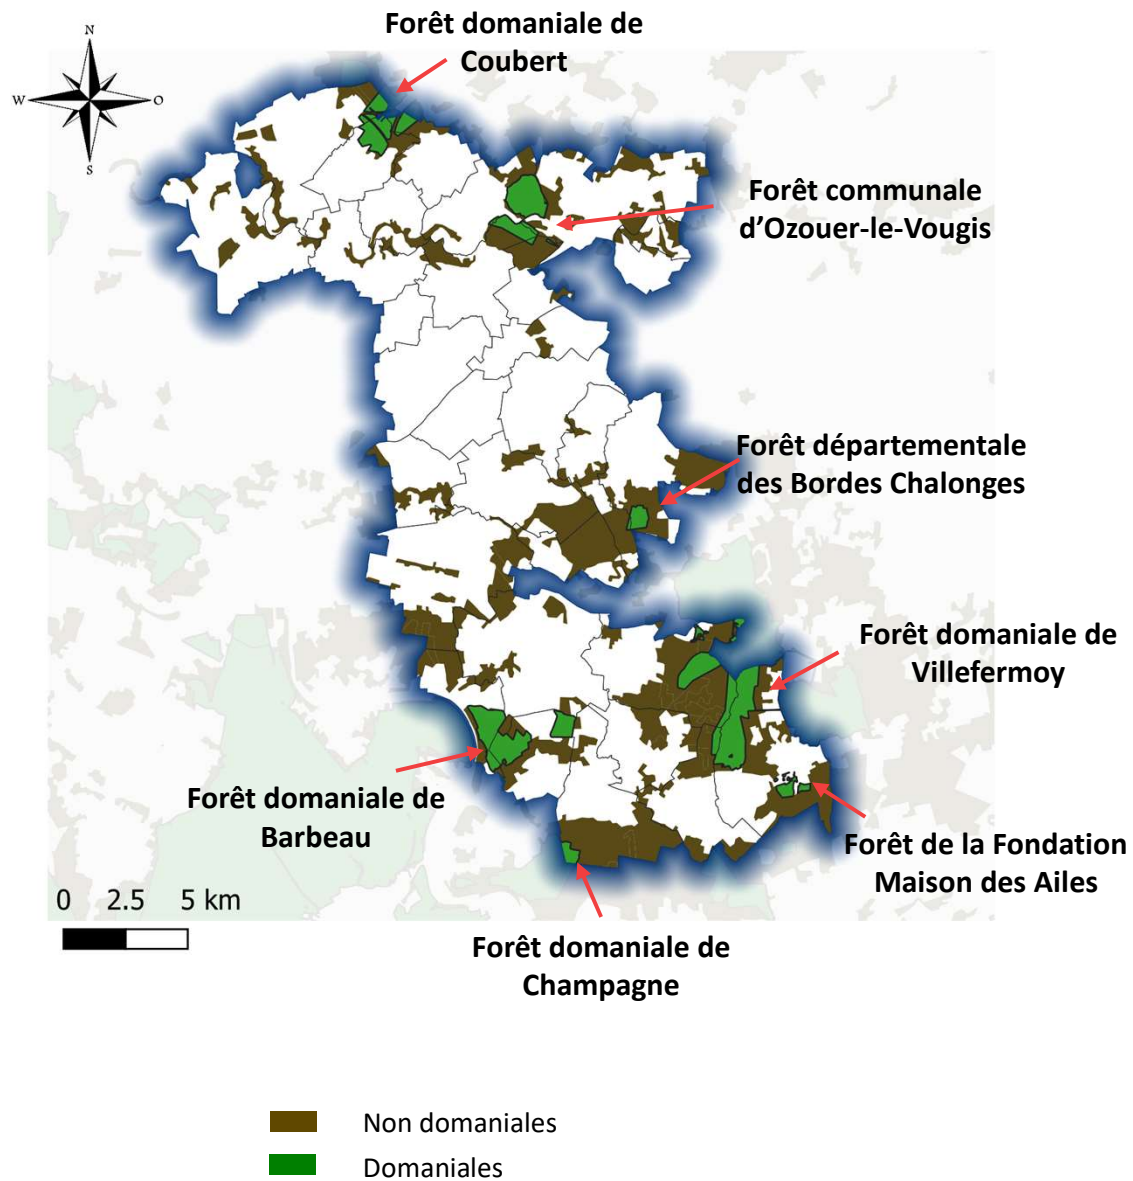 Forêt domaniale de
Coubert
N
W
O
S
Forêt communale
d'Ozouer-le-Vougis
Forêt départementale
des Bordes Chalonges
Forêt domaniale de
Villefermoy
Forêt domaniale de
Barbeau
Forêt de la Fondation
Maison des Ailes
0 2.5 5 km
Forêt domaniale de
Champagne
Non domaniales
Domaniales